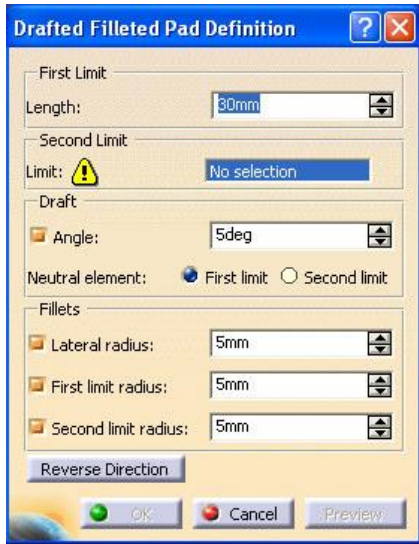 Drafted Filleted Pad Definition
First Limit
Length: 30mm
Second Limit
Limit: No selection
Draft
Angle: 5deg
Neutral element: First limit Second limit
Fillets
Lateral radius: 5mm
First limit radius: 5mm
Second limit radius: 5mm
Reverse Direction
OK Cancel Preview